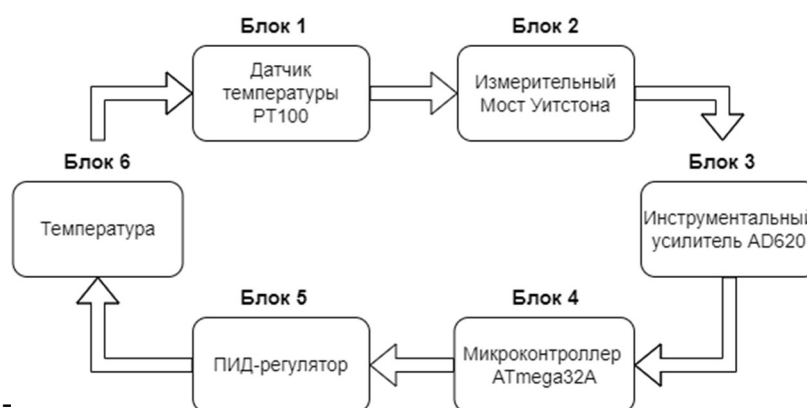 Блок 1
Датчик
температуры
PT100
Блок 2
Измерительный
Мост Уитстона
Блок 3
Инструментальный
усилитель AD620
Блок 4
Микроконтроллер
ATmega32A
Блок 5
ПИД-регулятор
Блок 6
Температура